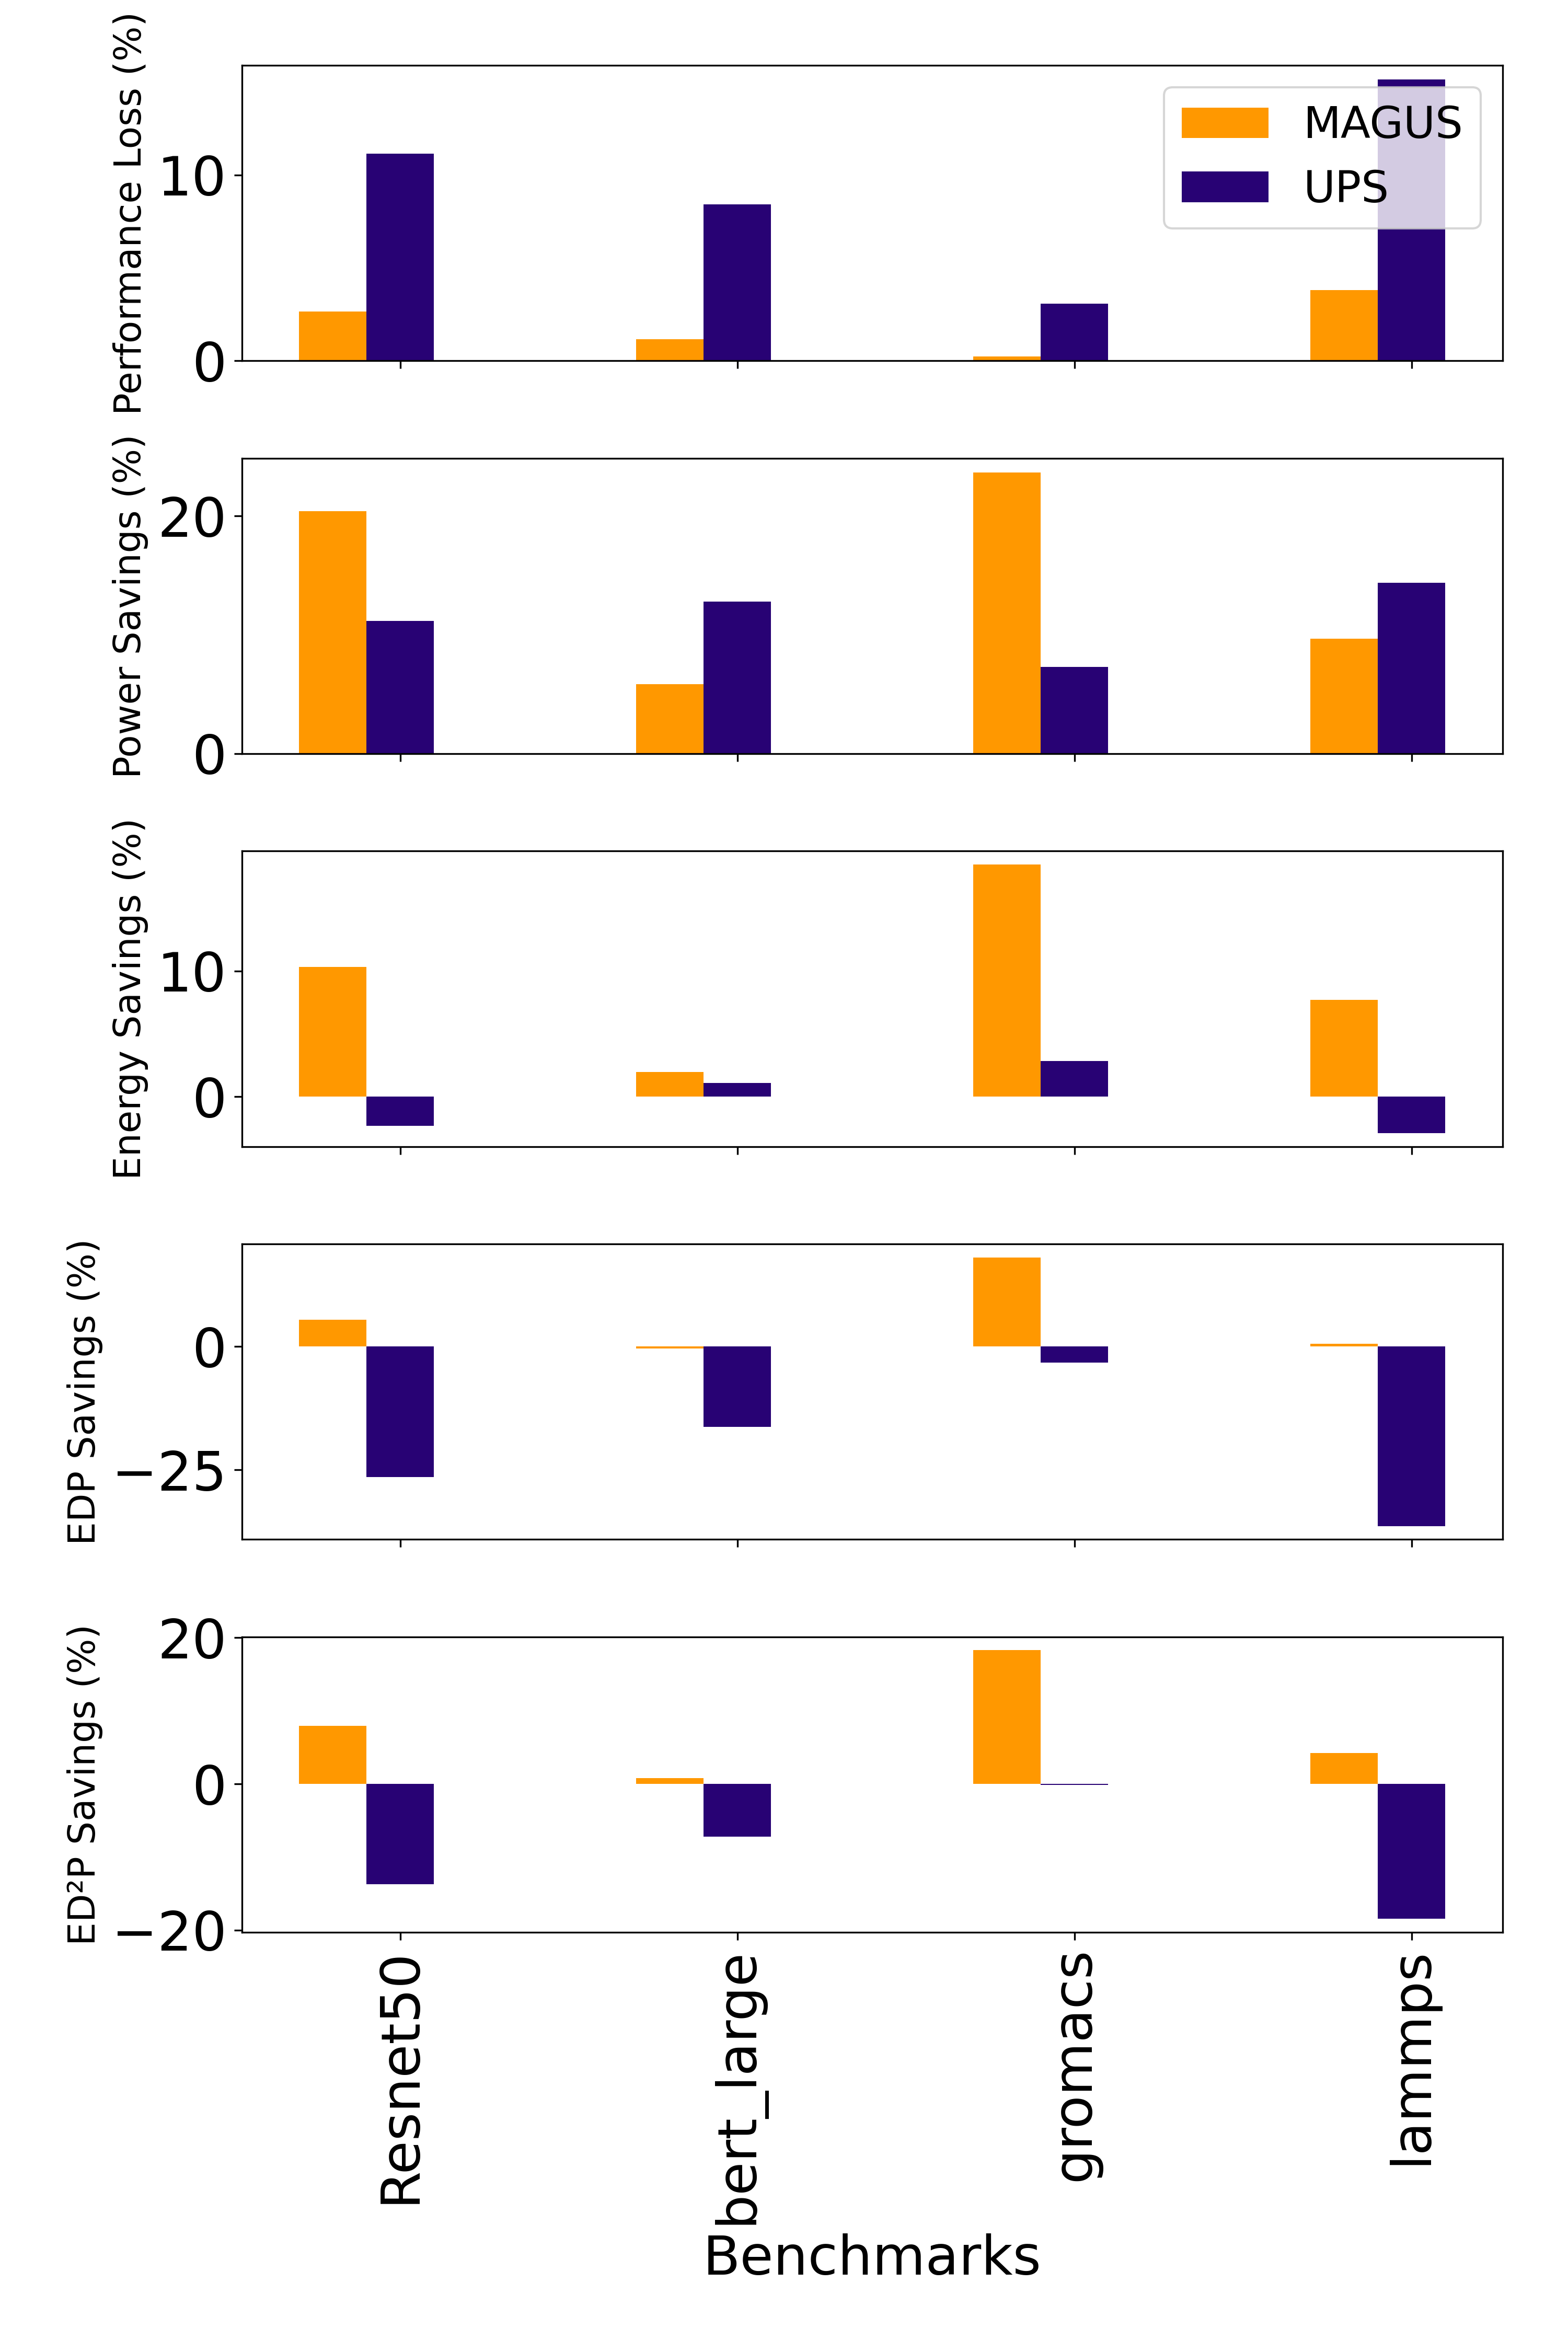 Performance Loss (%)
10
0
MAGUS
UPS
Power Savings (%)
20
0
Energy Savings (%)
10
0
EDP Savings (%)
0
−25
ED²P Savings (%)
20
0
−20
Resnet50
bert_large
gromacs
lammps
Benchmarks